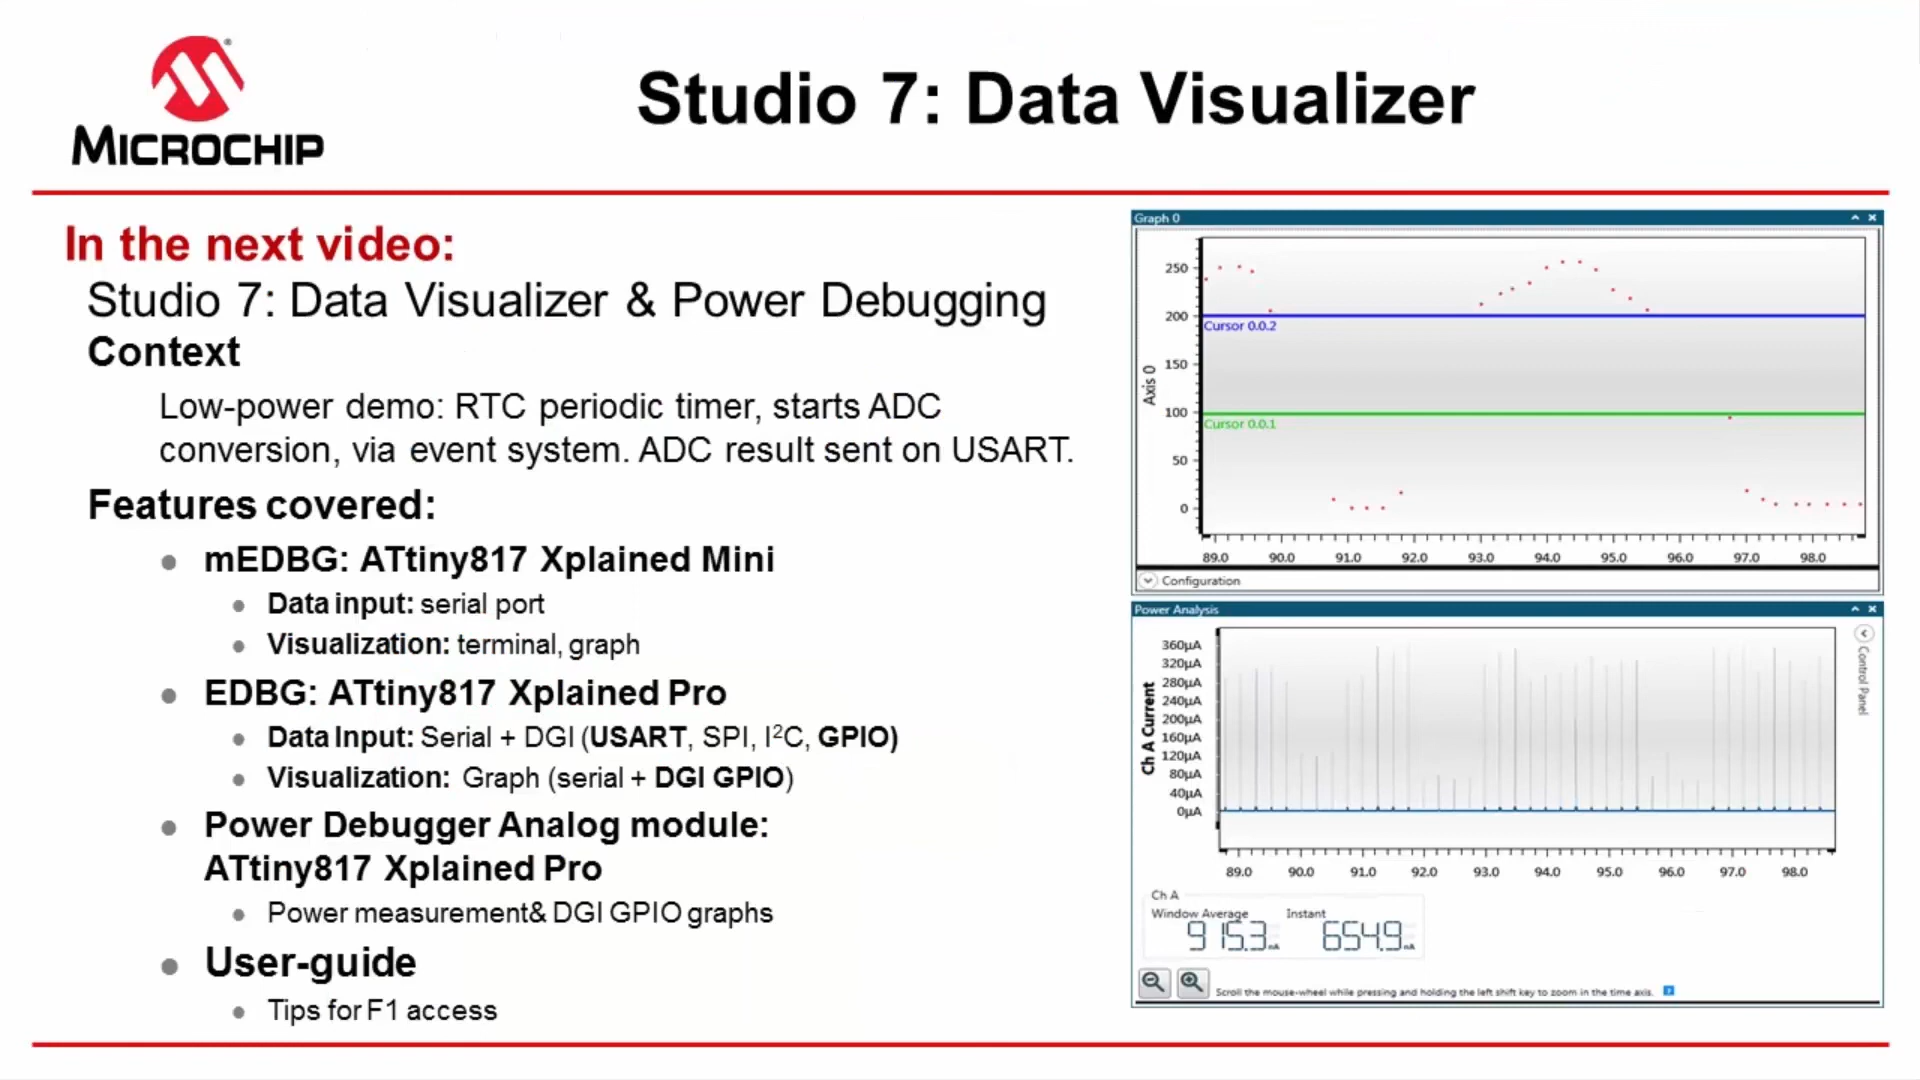 MICROCHIP
Studio 7: Data Visualizer
In the next video:
Studio 7: Data Visualizer & Power Debugging
Context
Low-power demo: RTC periodic timer, starts ADC
conversion, via event system. ADC result sent on USART.
Features covered:
mEDBG: ATtiny817 Xplained Mini
Data input: serial port
Visualization: terminal, graph
EDBG: ATtiny817 Xplained Pro
Data Input: Serial + DGI (USART, SPI, I²C, GPIO)
Visualization: Graph (serial + DGI GPIO)
Power Debugger Analog module:
ATtiny817 Xplained Pro
Power measurement& DGI GPIO graphs
User-guide
Tips for F1 access
Graph 0
Axis 0
250
200
Cursor 0.0.2
150
100
Cursor 0.0.1
50
0
89.0 90.0 91.0 92.0 93.0 94.0 95.0 96.0 97.0 98.0
Configuration
Power Analysis
Control Panel
Ch A Current
360µA
320µA
280µA
240µA
200µA
160µA
120µA
80µA
40µA
0µA
89.0 90.0 91.0 92.0 93.0 94.0 95.0 96.0 97.0 98.0
Ch A
Window Average Instant
915.3 nA 654.9 nA
Scroll the mouse-wheel while pressing and holding the left shift key to zoom in the time axis.